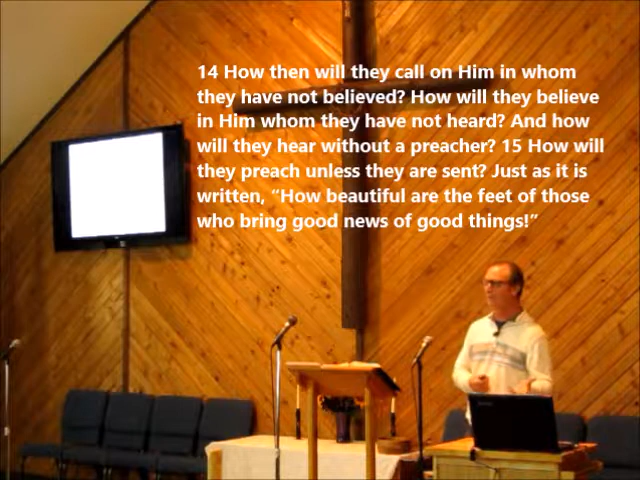 14 How then will they call on Him in whom
they have not believed? How will they believe
in Him whom they have not heard? And how
will they hear without a preacher? 15 How will
they preach unless they are sent? Just as it is
written, “How beautiful are the feet of those
who bring good news of good things!”